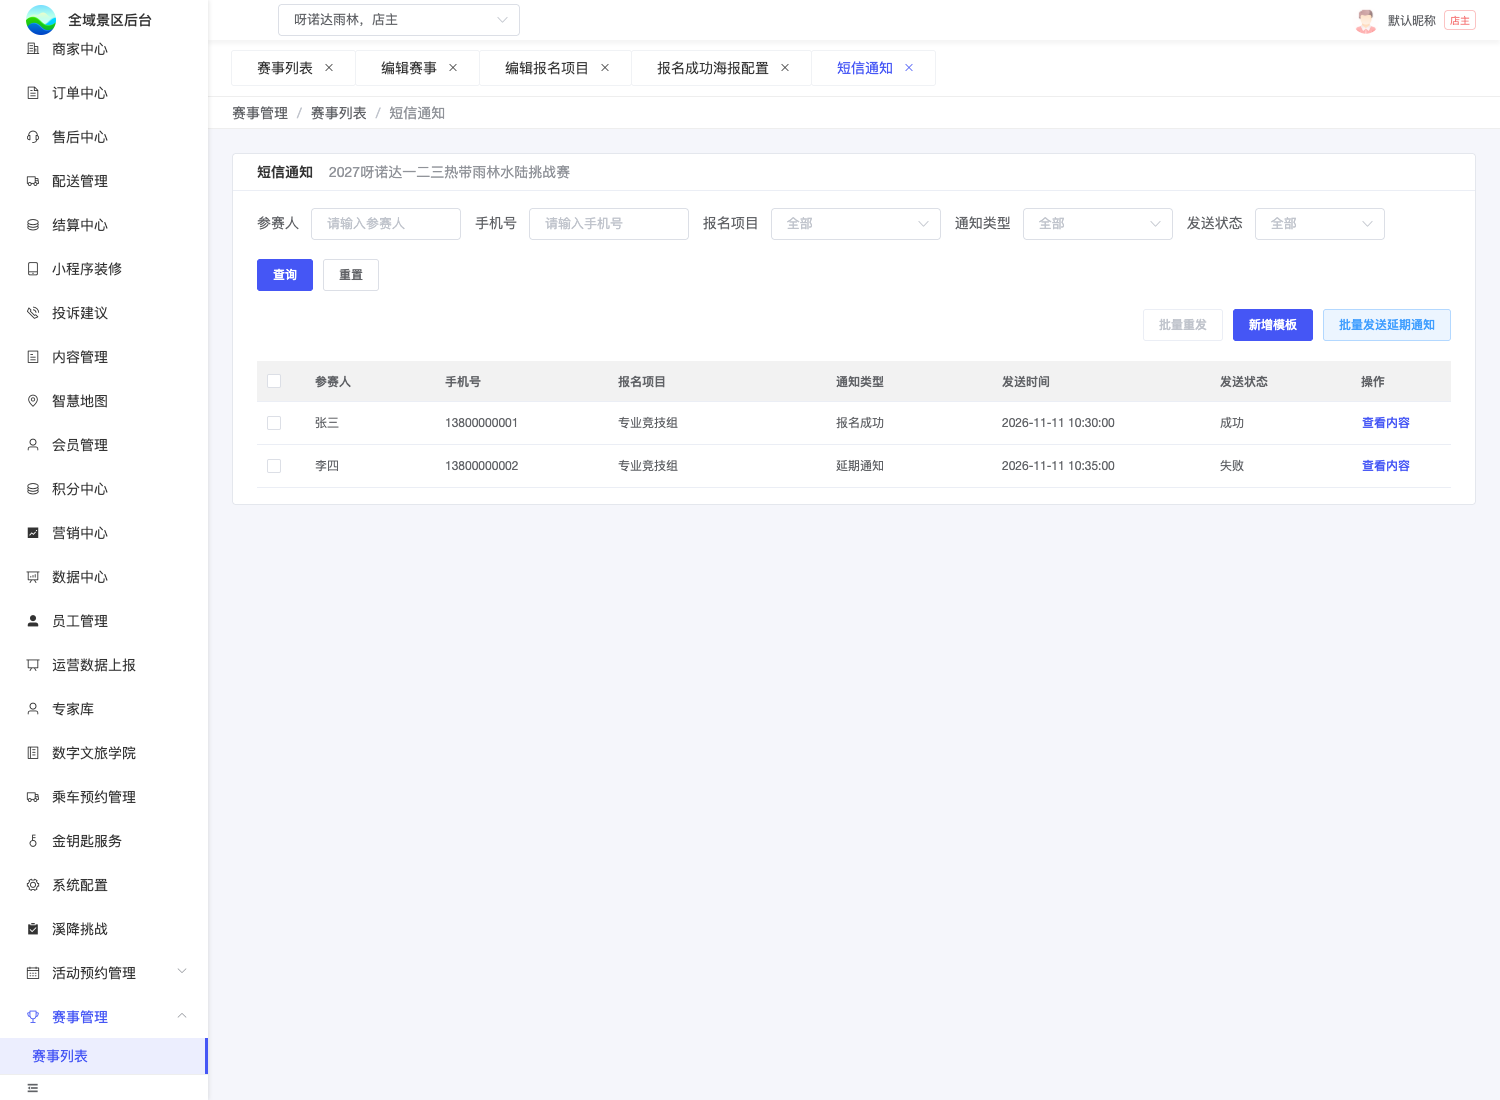 全域景区后台
商家中心
订单中心
售后中心
配送管理
结算中心
小程序装修
投诉建议
内容管理
智慧地图
会员管理
积分中心
营销中心
数据中心
员工管理
运营数据上报
专家库
数字文旅学院
乘车预约管理
金钥匙服务
系统配置
溪降挑战
活动预约管理
赛事管理
赛事列表
呀诺达雨林，店主
默认昵称 店主
赛事列表 × 编辑赛事 × 编辑报名项目 × 报名成功海报配置 × 短信通知 ×
赛事管理 / 赛事列表 / 短信通知
短信通知 2027呀诺达一二三热带雨林水陆挑战赛
参赛人 请输入参赛人 手机号 请输入手机号 报名项目 全部 通知类型 全部 发送状态 全部
查询 重置
批量重发 新增模板 批量发送延期通知
参赛人 手机号 报名项目 通知类型 发送时间 发送状态 操作
张三 13800000001 专业竞技组 报名成功 2026-11-11 10:30:00 成功 查看内容
李四 13800000002 专业竞技组 延期通知 2026-11-11 10:35:00 失败 查看内容